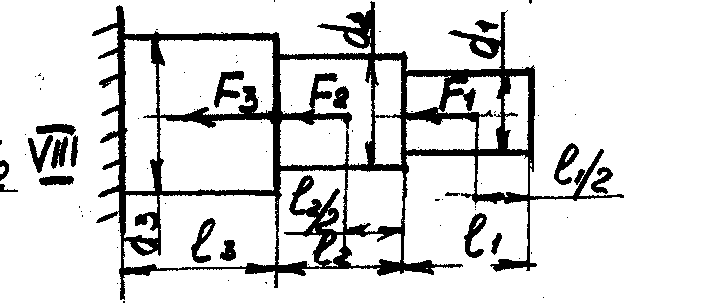 d₂ d₁
F₃ F₂ F₁
VIII l₁/2
l₂/2
d₃ l₃ l₂ l₁